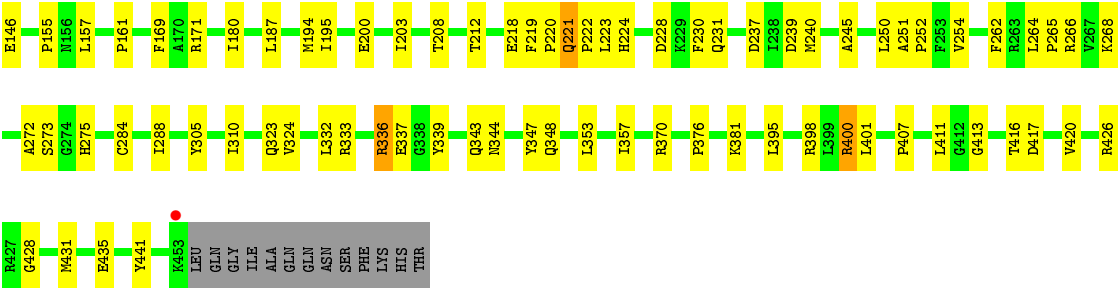 E146 P155 N156 L157 P161 F169 A170 R171 I180 L187 M194 I195 E200 I203 T208 T212 E218 F219 P220 Q221 P222 L223 H224 D228 K229 F230 Q231 D237 I238 D239 M240 A245 L250 A251 P252 F253 V254 F262 R263 L264 P265 R266 V267 K268
A272 S273 G274 H275 C284 I288 Y305 I310 Q323 V324 L332 R333 R336 E337 G338 Y339 Q343 N344 Y347 Q348 L353 I357 R370 P376 K381 L395 R398 L399 R400 L401 P407 L411 G412 G413 T416 D417 V420 R426
R427 G428 M431 E435 Y441 K453 LEU GLN GLY ILE ALA GLN GLN ASN SER PHE LYS HIS THR